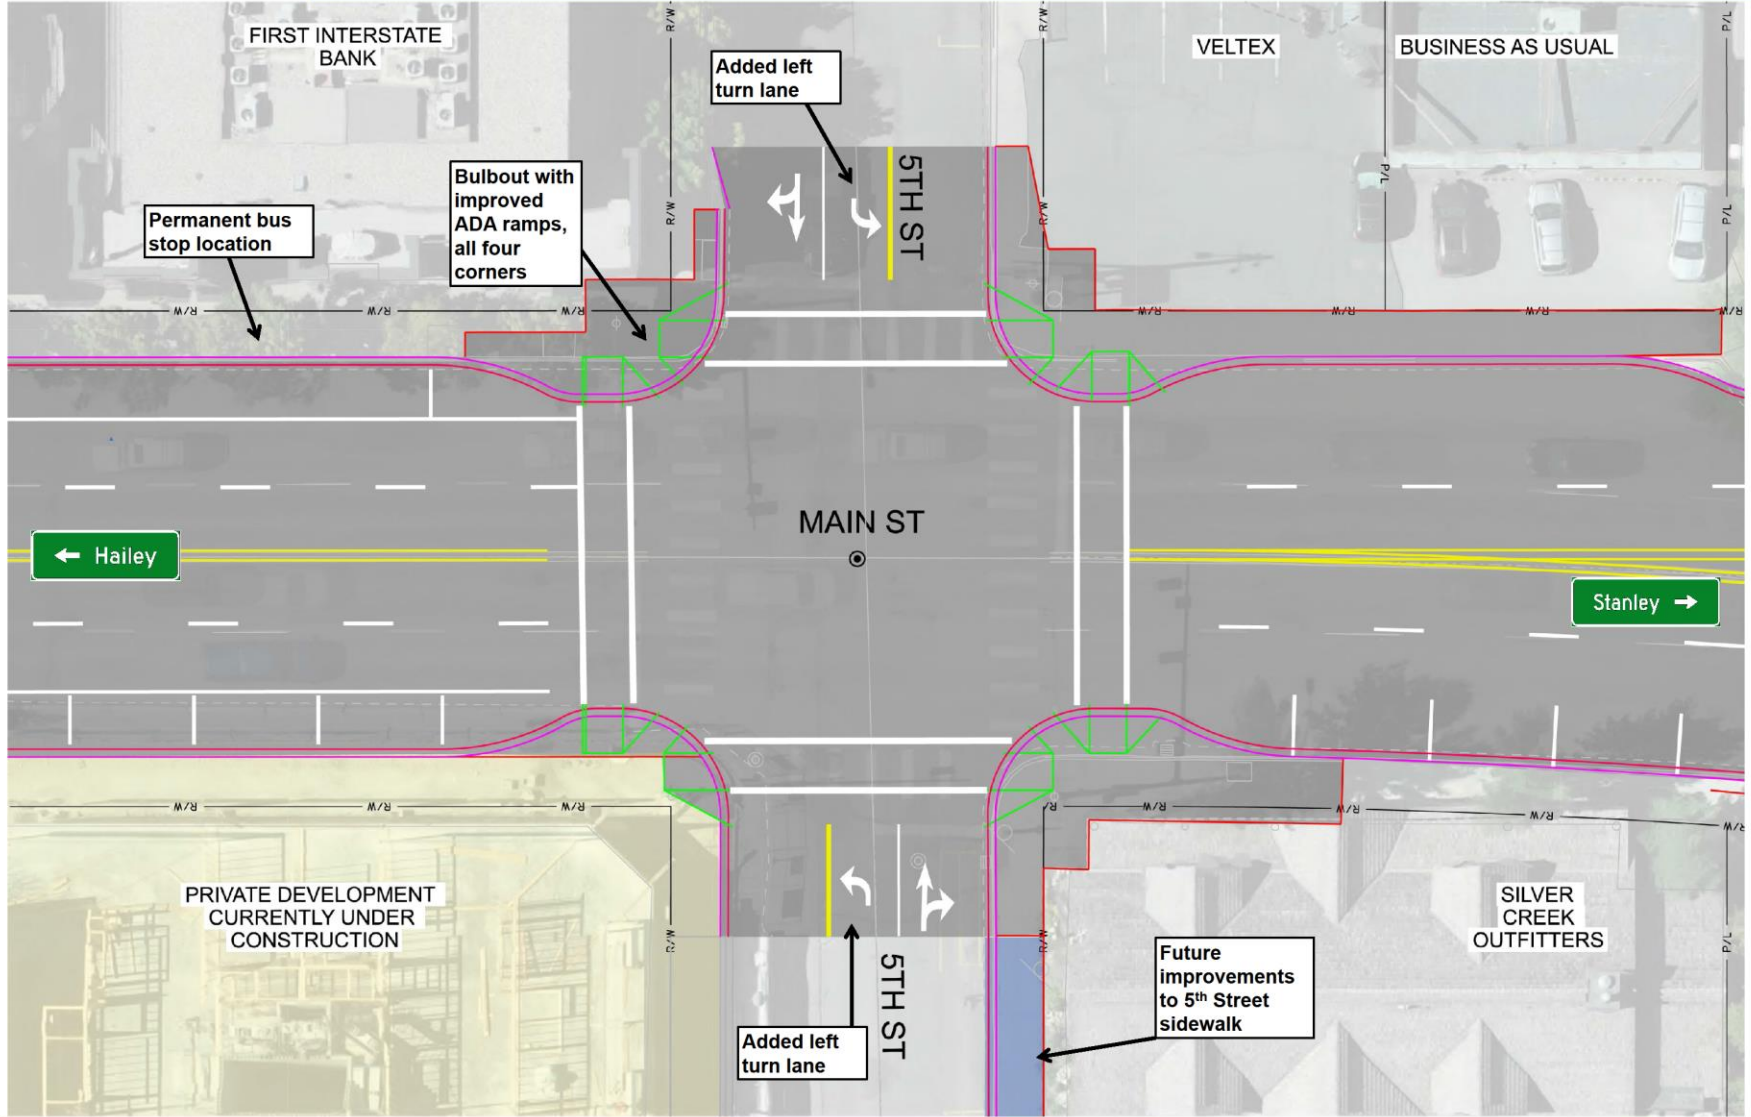 FIRST INTERSTATE
BANK
Added left
turn lane
VELTEX
BUSINESS AS USUAL
Bulbout with
improved
ADA ramps,
all four
corners
Permanent bus
stop location
5TH ST
R/W
R/W
R/W
R/W
P/L
P/L
P/L
R/W
R/W
R/W
R/W
R/W
R/W
R/W
MAIN ST
← Hailey
Stanley →
R/W
R/W
R/W
R/W
R/W
R/W
R/W
R/W
PRIVATE DEVELOPMENT
CURRENTLY UNDER
CONSTRUCTION
SILVER
CREEK
OUTFITTERS
R/W
R/W
P/L
5TH ST
Future
improvements
to 5th Street
sidewalk
Added left
turn lane